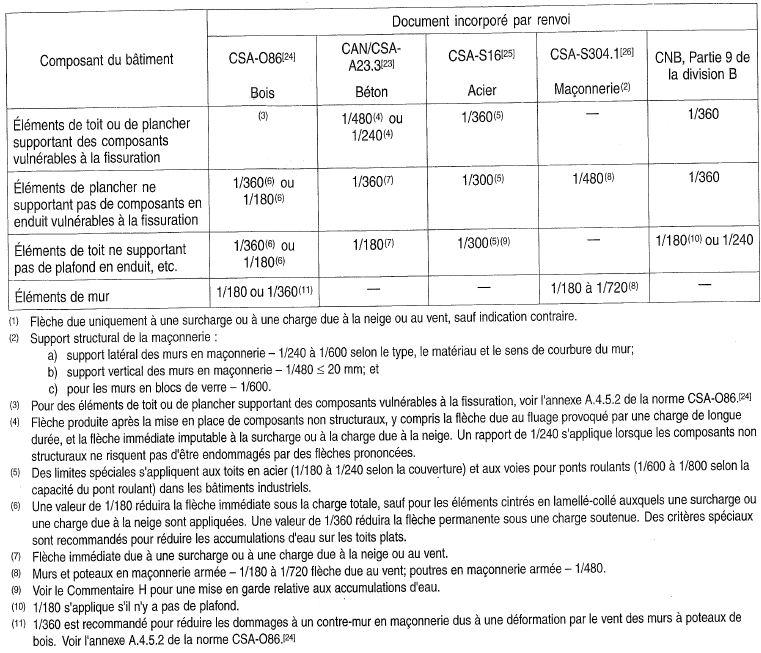 Composant du bâtiment
Document incorporé par renvoi
CSA-O86[24]
Bois
CAN/CSA-
A23.3[23]
Béton
CSA-S16[25]
Acier
CSA-S304.1[26]
Maçonnerie(2)
CNB, Partie 9 de
la division B
Éléments de toit ou de plancher
supportant des composants
vulnérables à la fissuration
(3)
1/480(4) ou
1/240(4)
1/360(5)
—
1/360
Éléments de plancher ne
supportant pas de composants en
enduit vulnérables à la fissuration
1/360(6) ou
1/180(6)
1/360(7)
1/300(5)
1/480(8)
1/360
Éléments de toit ne supportant
pas de plafond en enduit, etc.
1/360(6) ou
1/180(6)
1/180(7)
1/300(5)(9)
—
1/180(10) ou 1/240
Éléments de mur
1/180 ou 1/360(11)
—
—
1/180 à 1/720(8)
—
(1) Flèche due uniquement à une surcharge ou à une charge due à la neige ou au vent, sauf indication contraire.
(2) Support structural de la maçonnerie :
a) support latéral des murs en maçonnerie – 1/240 à 1/600 selon le type, le matériau et le sens de courbure du mur;
b) support vertical des murs en maçonnerie – 1/480 ≤ 20 mm; et
c) pour les murs en blocs de verre – 1/600.
(3) Pour des éléments de toit ou de plancher supportant des composants vulnérables à la fissuration, voir l'annexe A.4.5.2 de la norme CSA-O86.[24]
(4) Flèche produite après la mise en place de composants non structuraux, y compris la flèche due au fluage provoqué par une charge de longue
durée, et la flèche immédiate imputable à la surcharge ou à la charge due à la neige. Un rapport de 1/240 s'applique lorsque les composants non
structuraux ne risquent pas d'être endommagés par des flèches prononcées.
(5) Des limites spéciales s'appliquent aux toits en acier (1/180 à 1/240 selon la couverture) et aux voies pour ponts roulants (1/600 à 1/800 selon la
capacité du pont roulant) dans les bâtiments industriels.
(6) Une valeur de 1/180 réduira la flèche immédiate sous la charge totale, sauf pour les éléments cintrés en lamellé-collé auxquels une surcharge ou
une charge due à la neige sont appliquées. Une valeur de 1/360 réduira la flèche permanente sous une charge soutenue. Des critères spéciaux
sont recommandés pour réduire les accumulations d'eau sur les toits plats.
(7) Flèche immédiate due à une surcharge ou à une charge due à la neige ou au vent.
(8) Murs et poteaux en maçonnerie armée – 1/180 à 1/720 flèche due au vent; poutres en maçonnerie armée – 1/480.
(9) Voir le Commentaire H pour une mise en garde relative aux accumulations d'eau.
(10) 1/180 s'applique s'il n'y a pas de plafond.
(11) 1/360 est recommandé pour réduire les dommages à un contre-mur en maçonnerie dus à une déformation par le vent des murs à poteaux de
bois. Voir l'annexe A.4.5.2 de la norme CSA-O86.[24]